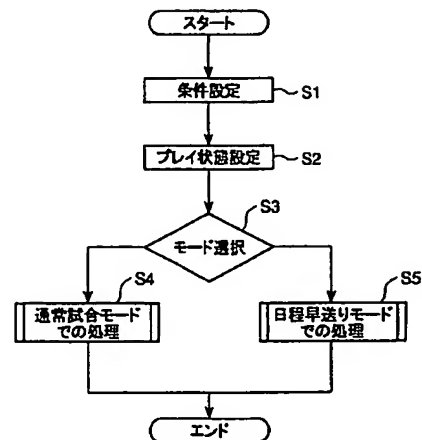 スタート
条件設定
S1
プレイ状態設定
S2
S3
モード選択
S4
通常試合モード
での処理
S5
日程早送りモード
での処理
エンド